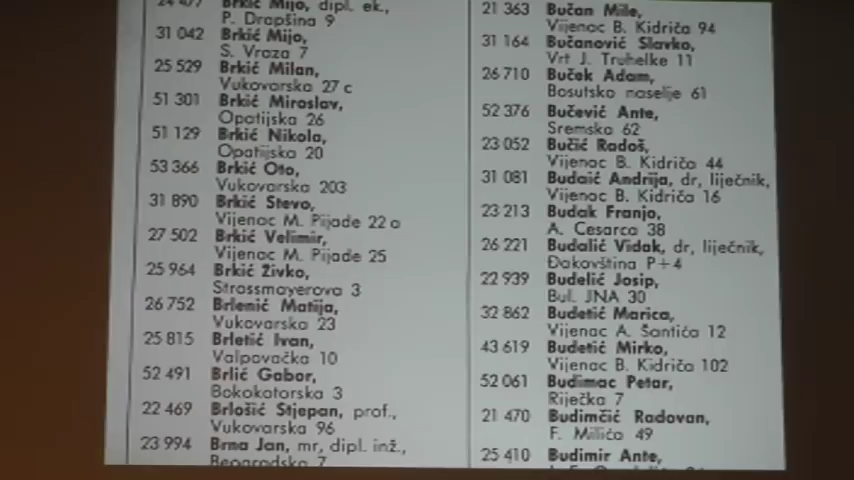 24 477 Brkić Mijo, dipl. ek.,
P. Drapšina 9
31 042 Brkić Mijo,
S. Vraza 7
25 529 Brkić Milan,
Vukovarska 27 c
51 301 Brkić Miroslav,
Opatijska 26
51 129 Brkić Nikola,
Opatijska 20
53 366 Brkić Oto,
Vukovarska 203
31 890 Brkić Stevo,
Vijenac M. Pijade 22 a
27 502 Brkić Velimir,
Vijenac M. Pijade 25
25 964 Brkić Živko,
Strossmayerova 3
26 752 Brlenić Matija,
Vukovarska 23
25 815 Brletić Ivan,
Valpovačka 10
52 491 Brlić Gabor,
Bokokotorska 3
22 469 Brlošić Stjepan, prof.,
Vukovarska 96
23 994 Brna Jan, mr, dipl. inž.,
Beogradska 7
21 363 Bučan Mile,
Vijenac B. Kidriča 94
31 164 Bučanović Slavko,
Vrt J. Truhelke 11
26 710 Buček Adam,
Bosutsko naselje 61
52 376 Bučević Ante,
Sremska 62
23 052 Bučić Radoš,
Vijenac B. Kidriča 44
31 081 Budaić Andrija, dr, liječnik,
Vijenac B. Kidriča 16
23 213 Budak Franjo,
A. Cesarca 38
26 221 Budalić Vidak, dr, liječnik,
Đakovština P+4
22 939 Budelić Josip,
Bul. JNA 30
32 862 Budetić Marica,
Vijenac A. Šantića 12
43 619 Budetić Mirko,
Vijenac B. Kidriča 102
52 061 Budimac Petar,
Riječka 7
21 470 Budimčić Radovan,
F. Milića 49
25 410 Budimir Ante,